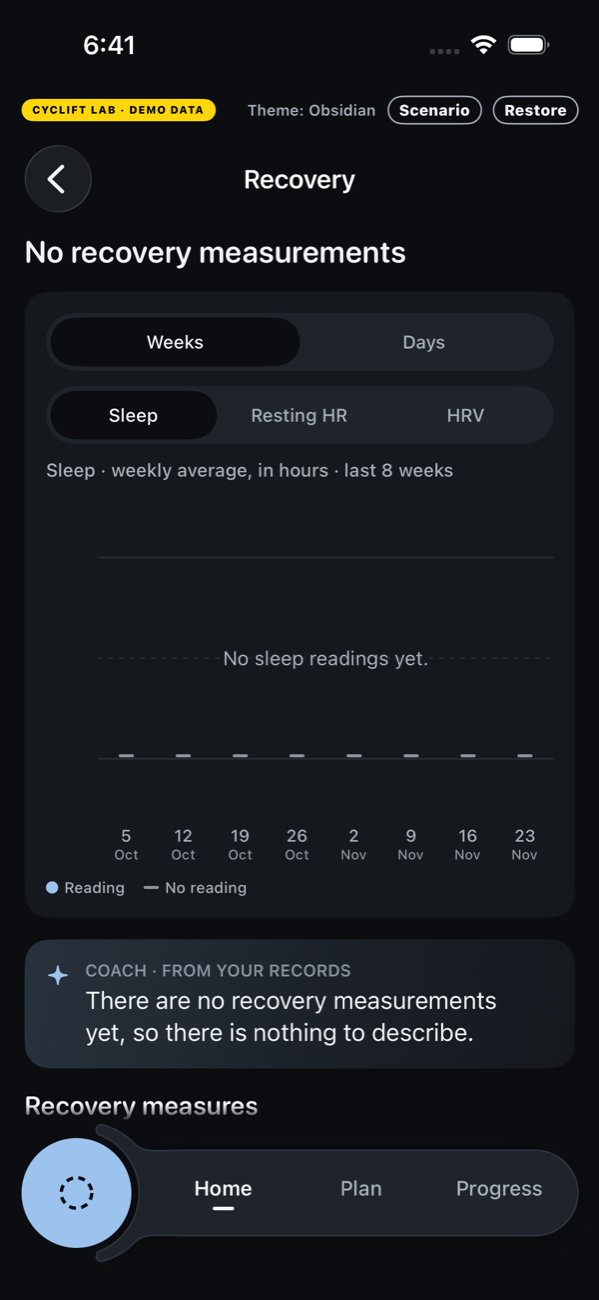 6:41
CYCLIFT LAB · DEMO DATA
Theme: Obsidian
Scenario
Restore
Recovery
No recovery measurements
Weeks
Days
Sleep
Resting HR
HRV
Sleep · weekly average, in hours · last 8 weeks
No sleep readings yet.
5 Oct
12 Oct
19 Oct
26 Oct
2 Nov
9 Nov
16 Nov
23 Nov
Reading
No reading
COACH · FROM YOUR RECORDS
There are no recovery measurements
yet, so there is nothing to describe.
Recovery measures
Home
Plan
Progress